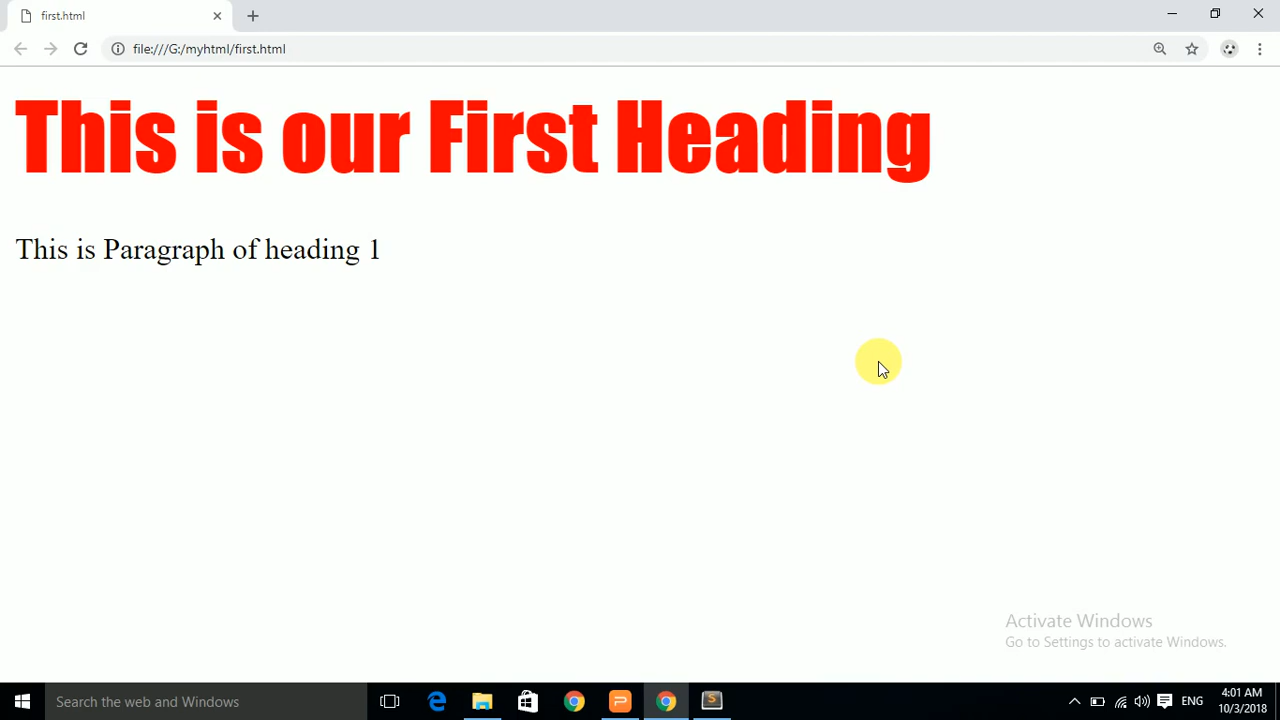 first.html
file:///G:/myhtml/first.html
This is our First Heading
This is Paragraph of heading 1
Activate Windows
Go to Settings to activate Windows.
Search the web and Windows
ENG
4:01 AM
10/3/2018